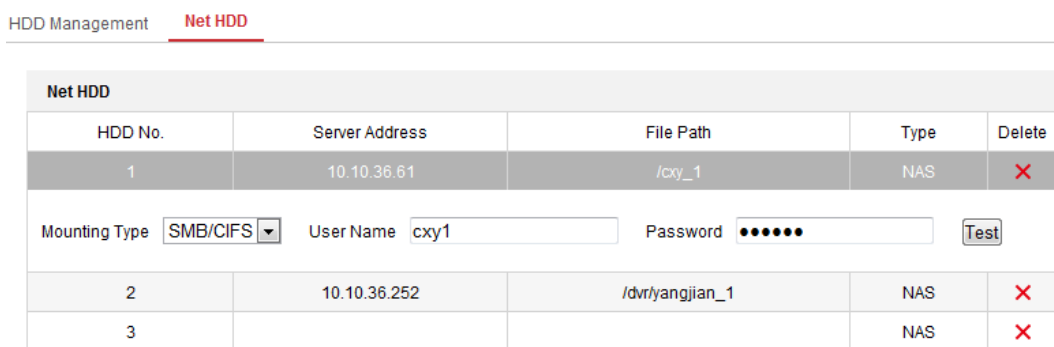 HDD Management Net HDD
Net HDD
HDD No. Server Address File Path Type Delete
1 10.10.36.61 /cxy_1 NAS
Mounting Type SMB/CIFS User Name cxy1 Password ●●●●●● Test
2 10.10.36.252 /dvr/yangjian_1 NAS
3 NAS